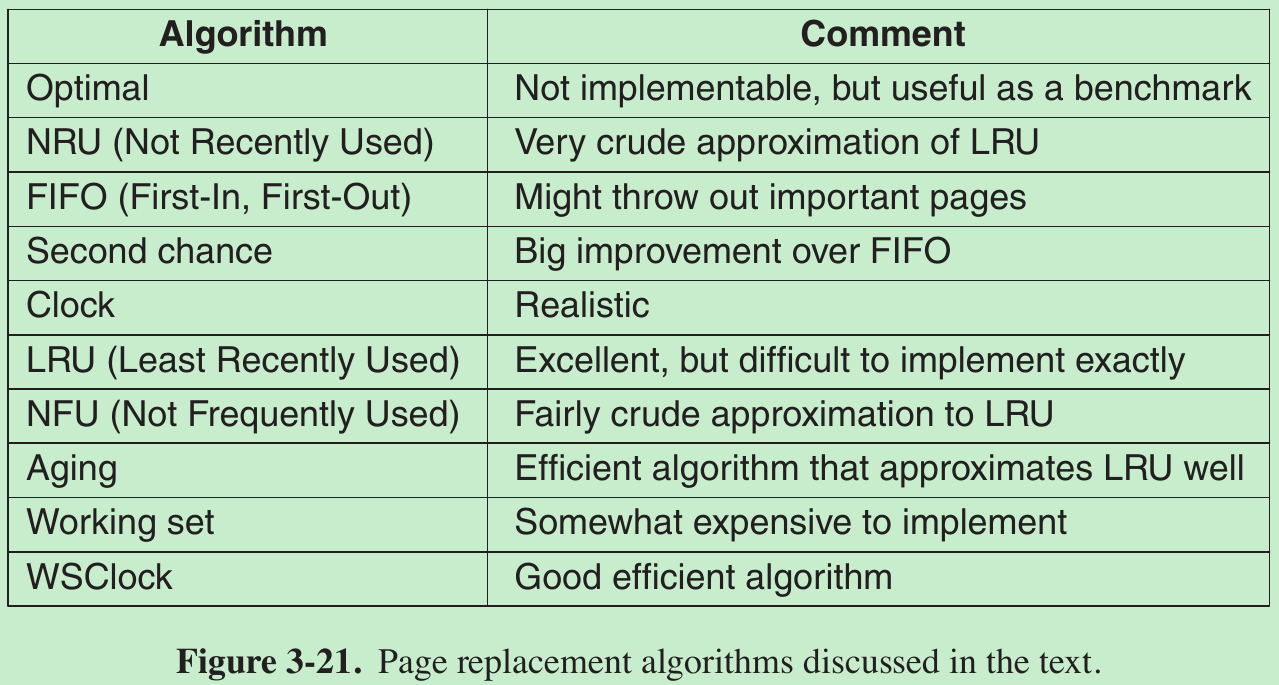 Algorithm Comment
Optimal Not implementable, but useful as a benchmark
NRU (Not Recently Used) Very crude approximation of LRU
FIFO (First-In, First-Out) Might throw out important pages
Second chance Big improvement over FIFO
Clock Realistic
LRU (Least Recently Used) Excellent, but difficult to implement exactly
NFU (Not Frequently Used) Fairly crude approximation to LRU
Aging Efficient algorithm that approximates LRU well
Working set Somewhat expensive to implement
WSClock Good efficient algorithm
Figure 3-21. Page replacement algorithms discussed in the text.